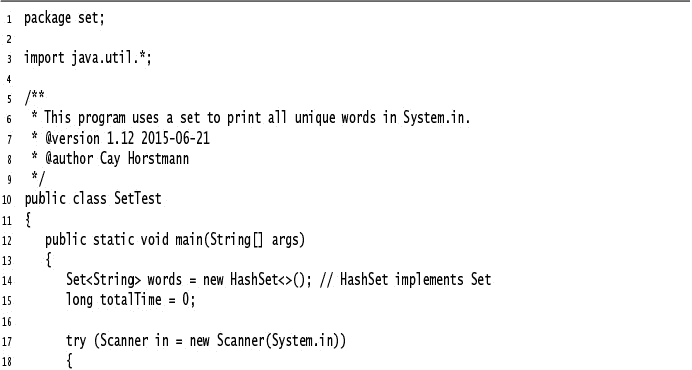 1 package set;
2
3 import java.util.*;
4
5 /**
6  * This program uses a set to print all unique words in System.in.
7  * @version 1.12 2015-06-21
8  * @author Cay Horstmann
9  */
10 public class SetTest
11 {
12    public static void main(String[] args)
13    {
14       Set<String> words = new HashSet<>(); // HashSet implements Set
15       long totalTime = 0;
16
17       try (Scanner in = new Scanner(System.in))
18       {